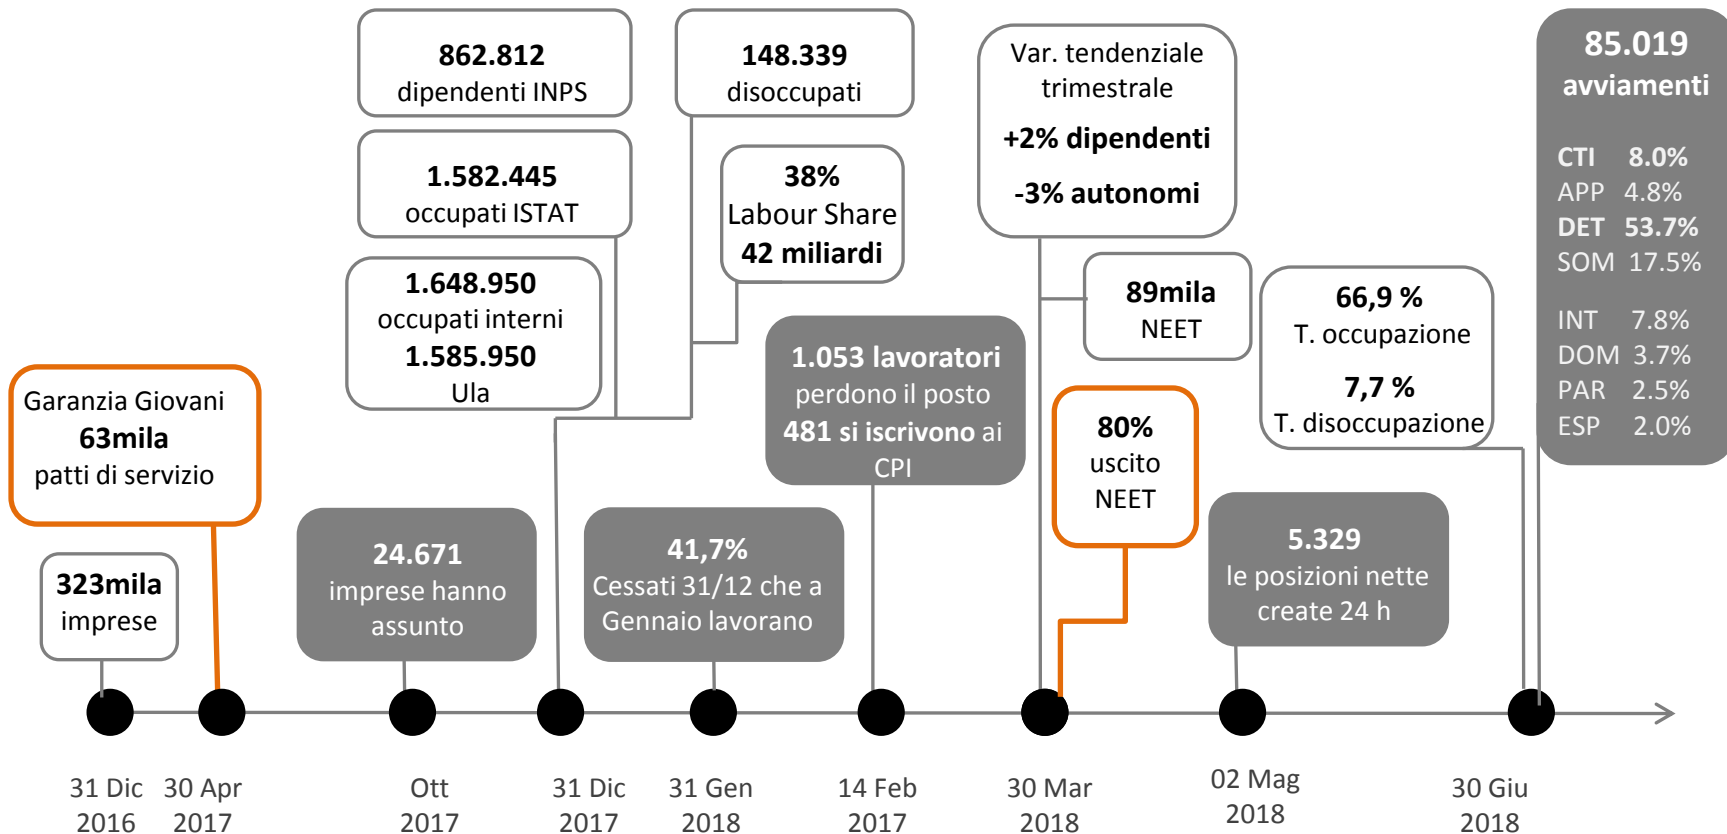 862.812
dipendenti INPS
148.339
disoccupati
Var. tendenziale
trimestrale
+2% dipendenti
-3% autonomi
85.019
avviamenti
CTI 8.0%
APP 4.8%
DET 53.7%
SOM 17.5%
INT 7.8%
DOM 3.7%
PAR 2.5%
ESP 2.0%
1.582.445
occupati ISTAT
38%
Labour Share
42 miliardi
1.648.950
occupati interni
1.585.950
Ula
89mila
NEET
66,9 %
T. occupazione
7,7 %
T. disoccupazione
1.053 lavoratori
perdono il posto
481 si iscrivono ai
CPI
Garanzia Giovani
63mila
patti di servizio
80%
uscito
NEET
24.671
imprese hanno
assunto
41,7%
Cessati 31/12 che a
Gennaio lavorano
5.329
le posizioni nette
create 24 h
323mila
imprese
31 Dic
2016
30 Apr
2017
Ott
2017
31 Dic
2017
31 Gen
2018
14 Feb
2017
30 Mar
2018
02 Mag
2018
30 Giu
2018